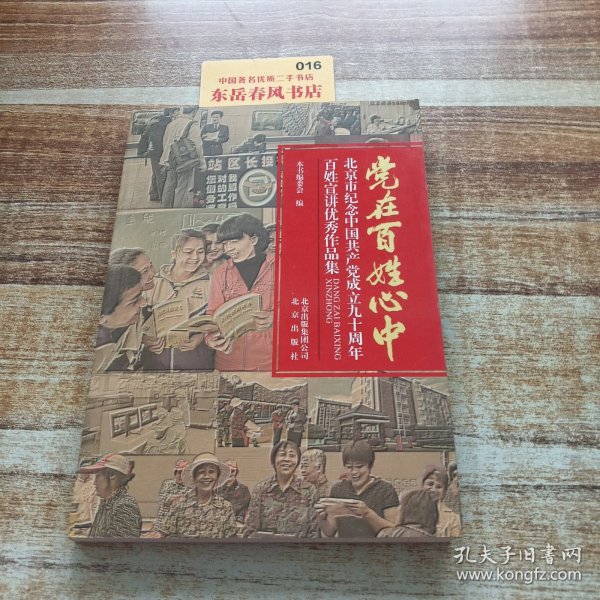 016
中国著名优质二手书店
东岳春风书店
站区长接
党在百姓心中
DANG ZAI BAIXING
XINZHONG
北京市纪念中国共产党成立九十周年
百姓宣讲优秀作品集
本书编委会 编
北京出版集团公司
北京出版社
孔夫子旧书网
www.kongfz.com